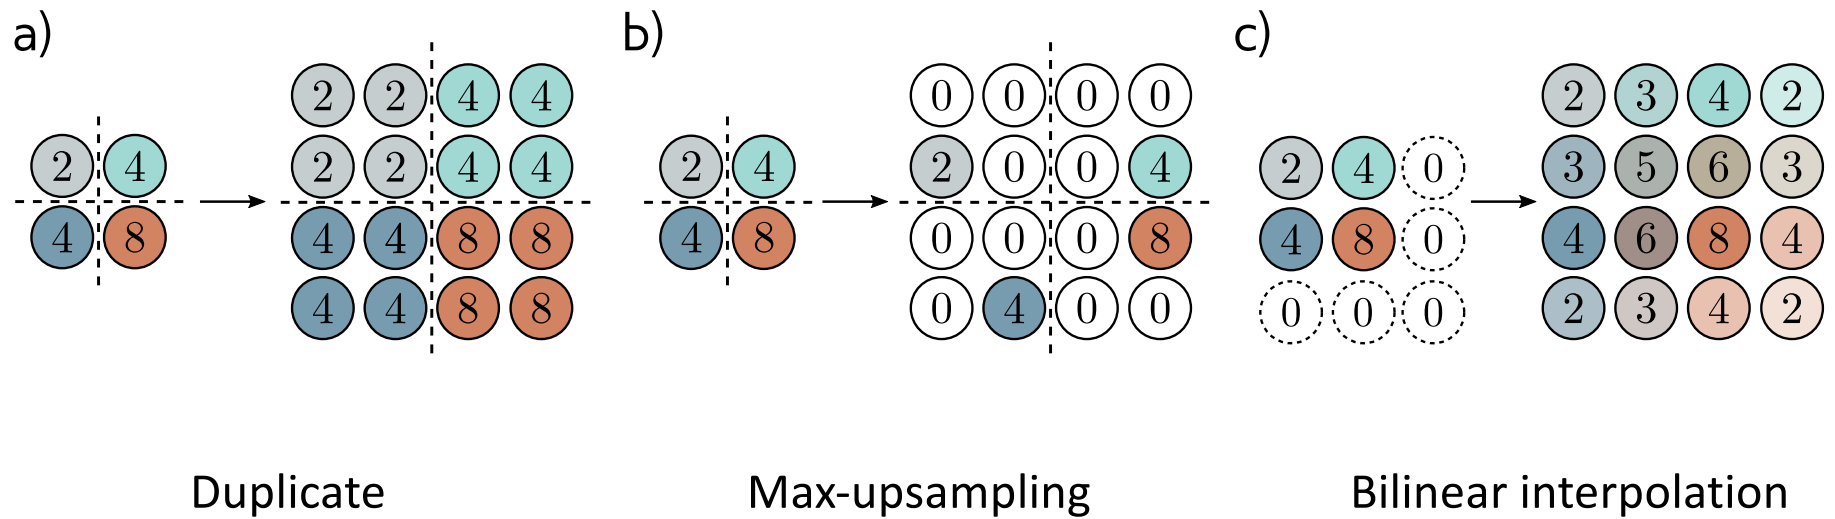 a)
2 4
4 8
2 2 4 4
2 2 4 4
4 4 8 8
4 4 8 8
Duplicate
b)
2 4
4 8
0 0 0 0
2 0 0 4
0 0 0 8
0 4 0 0
Max-upsampling
c)
2 4 0
4 8 0
0 0 0
2 3 4 2
3 5 6 3
4 6 8 4
2 3 4 2
Bilinear interpolation